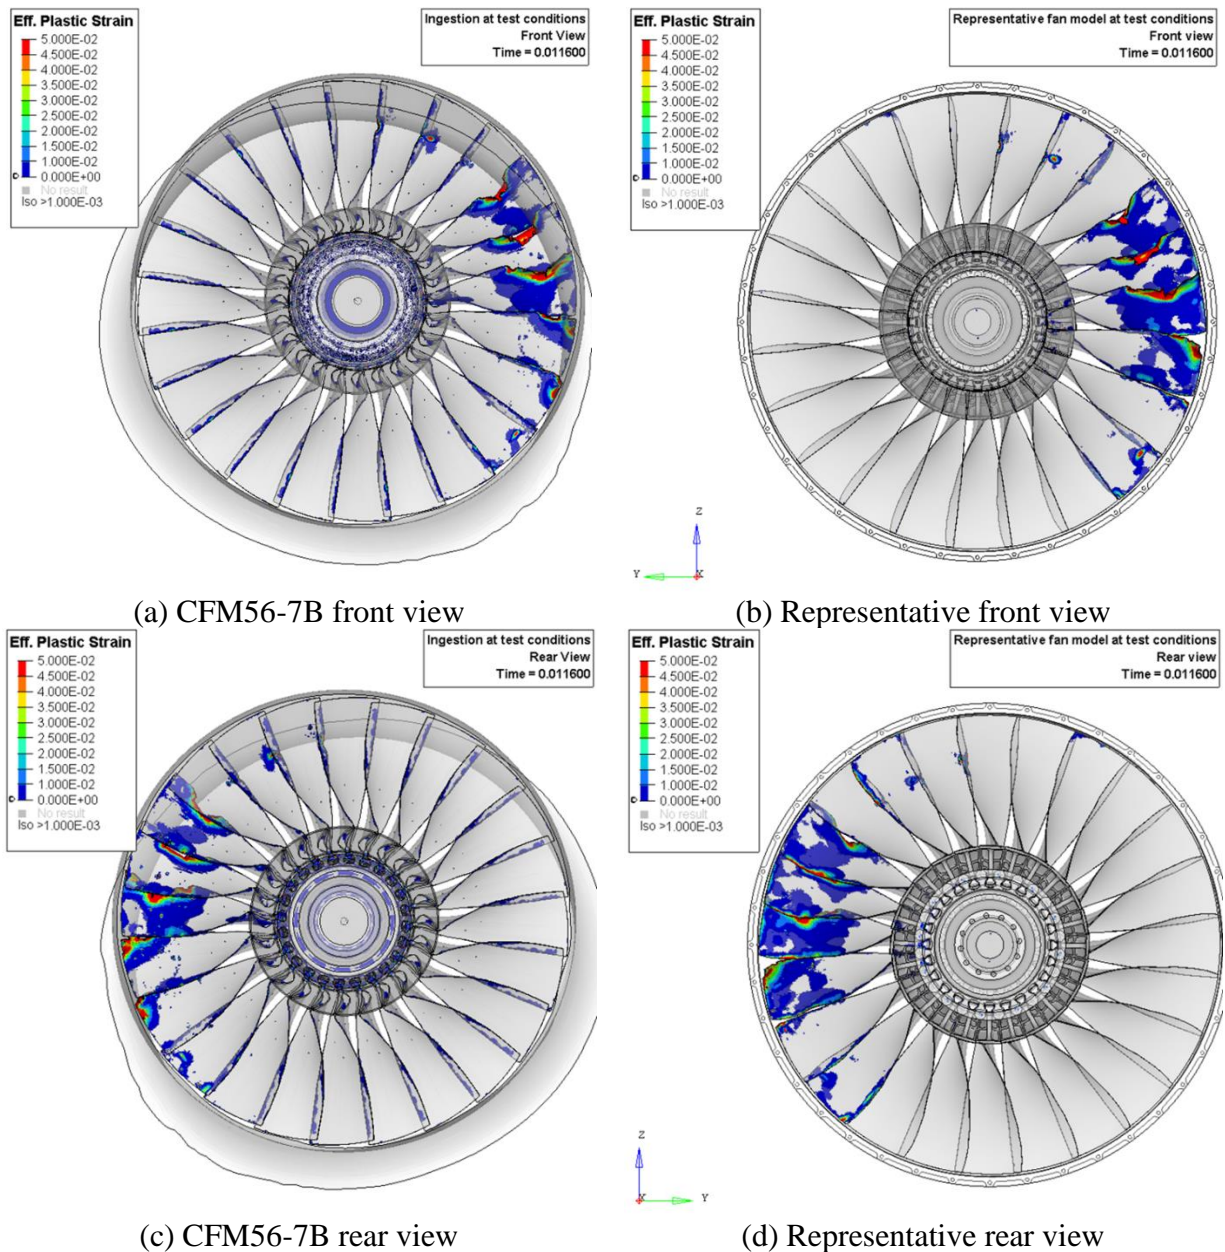 Eff. Plastic Strain
5.000E-02
4.500E-02
4.000E-02
3.500E-02
3.000E-02
2.500E-02
2.000E-02
1.500E-02
1.000E-02
0.000E+00
No result
Iso >1.000E-03
Ingestion at test conditions
Front View
Time = 0.011600
Eff. Plastic Strain
5.000E-02
4.500E-02
4.000E-02
3.500E-02
3.000E-02
2.500E-02
2.000E-02
1.500E-02
1.000E-02
0.000E+00
No result
Iso >1.000E-03
Representative fan model at test conditions
Front view
Time = 0.011600
Z
Y
X
(a) CFM56-7B front view
(b) Representative front view
Eff. Plastic Strain
5.000E-02
4.500E-02
4.000E-02
3.500E-02
3.000E-02
2.500E-02
2.000E-02
1.500E-02
1.000E-02
0.000E+00
No result
Iso >1.000E-03
Ingestion at test conditions
Rear View
Time = 0.011600
Eff. Plastic Strain
5.000E-02
4.500E-02
4.000E-02
3.500E-02
3.000E-02
2.500E-02
2.000E-02
1.500E-02
1.000E-02
0.000E+00
No result
Iso >1.000E-03
Representative fan model at test conditions
Rear view
Time = 0.011600
Z
X
Y
(c) CFM56-7B rear view
(d) Representative rear view